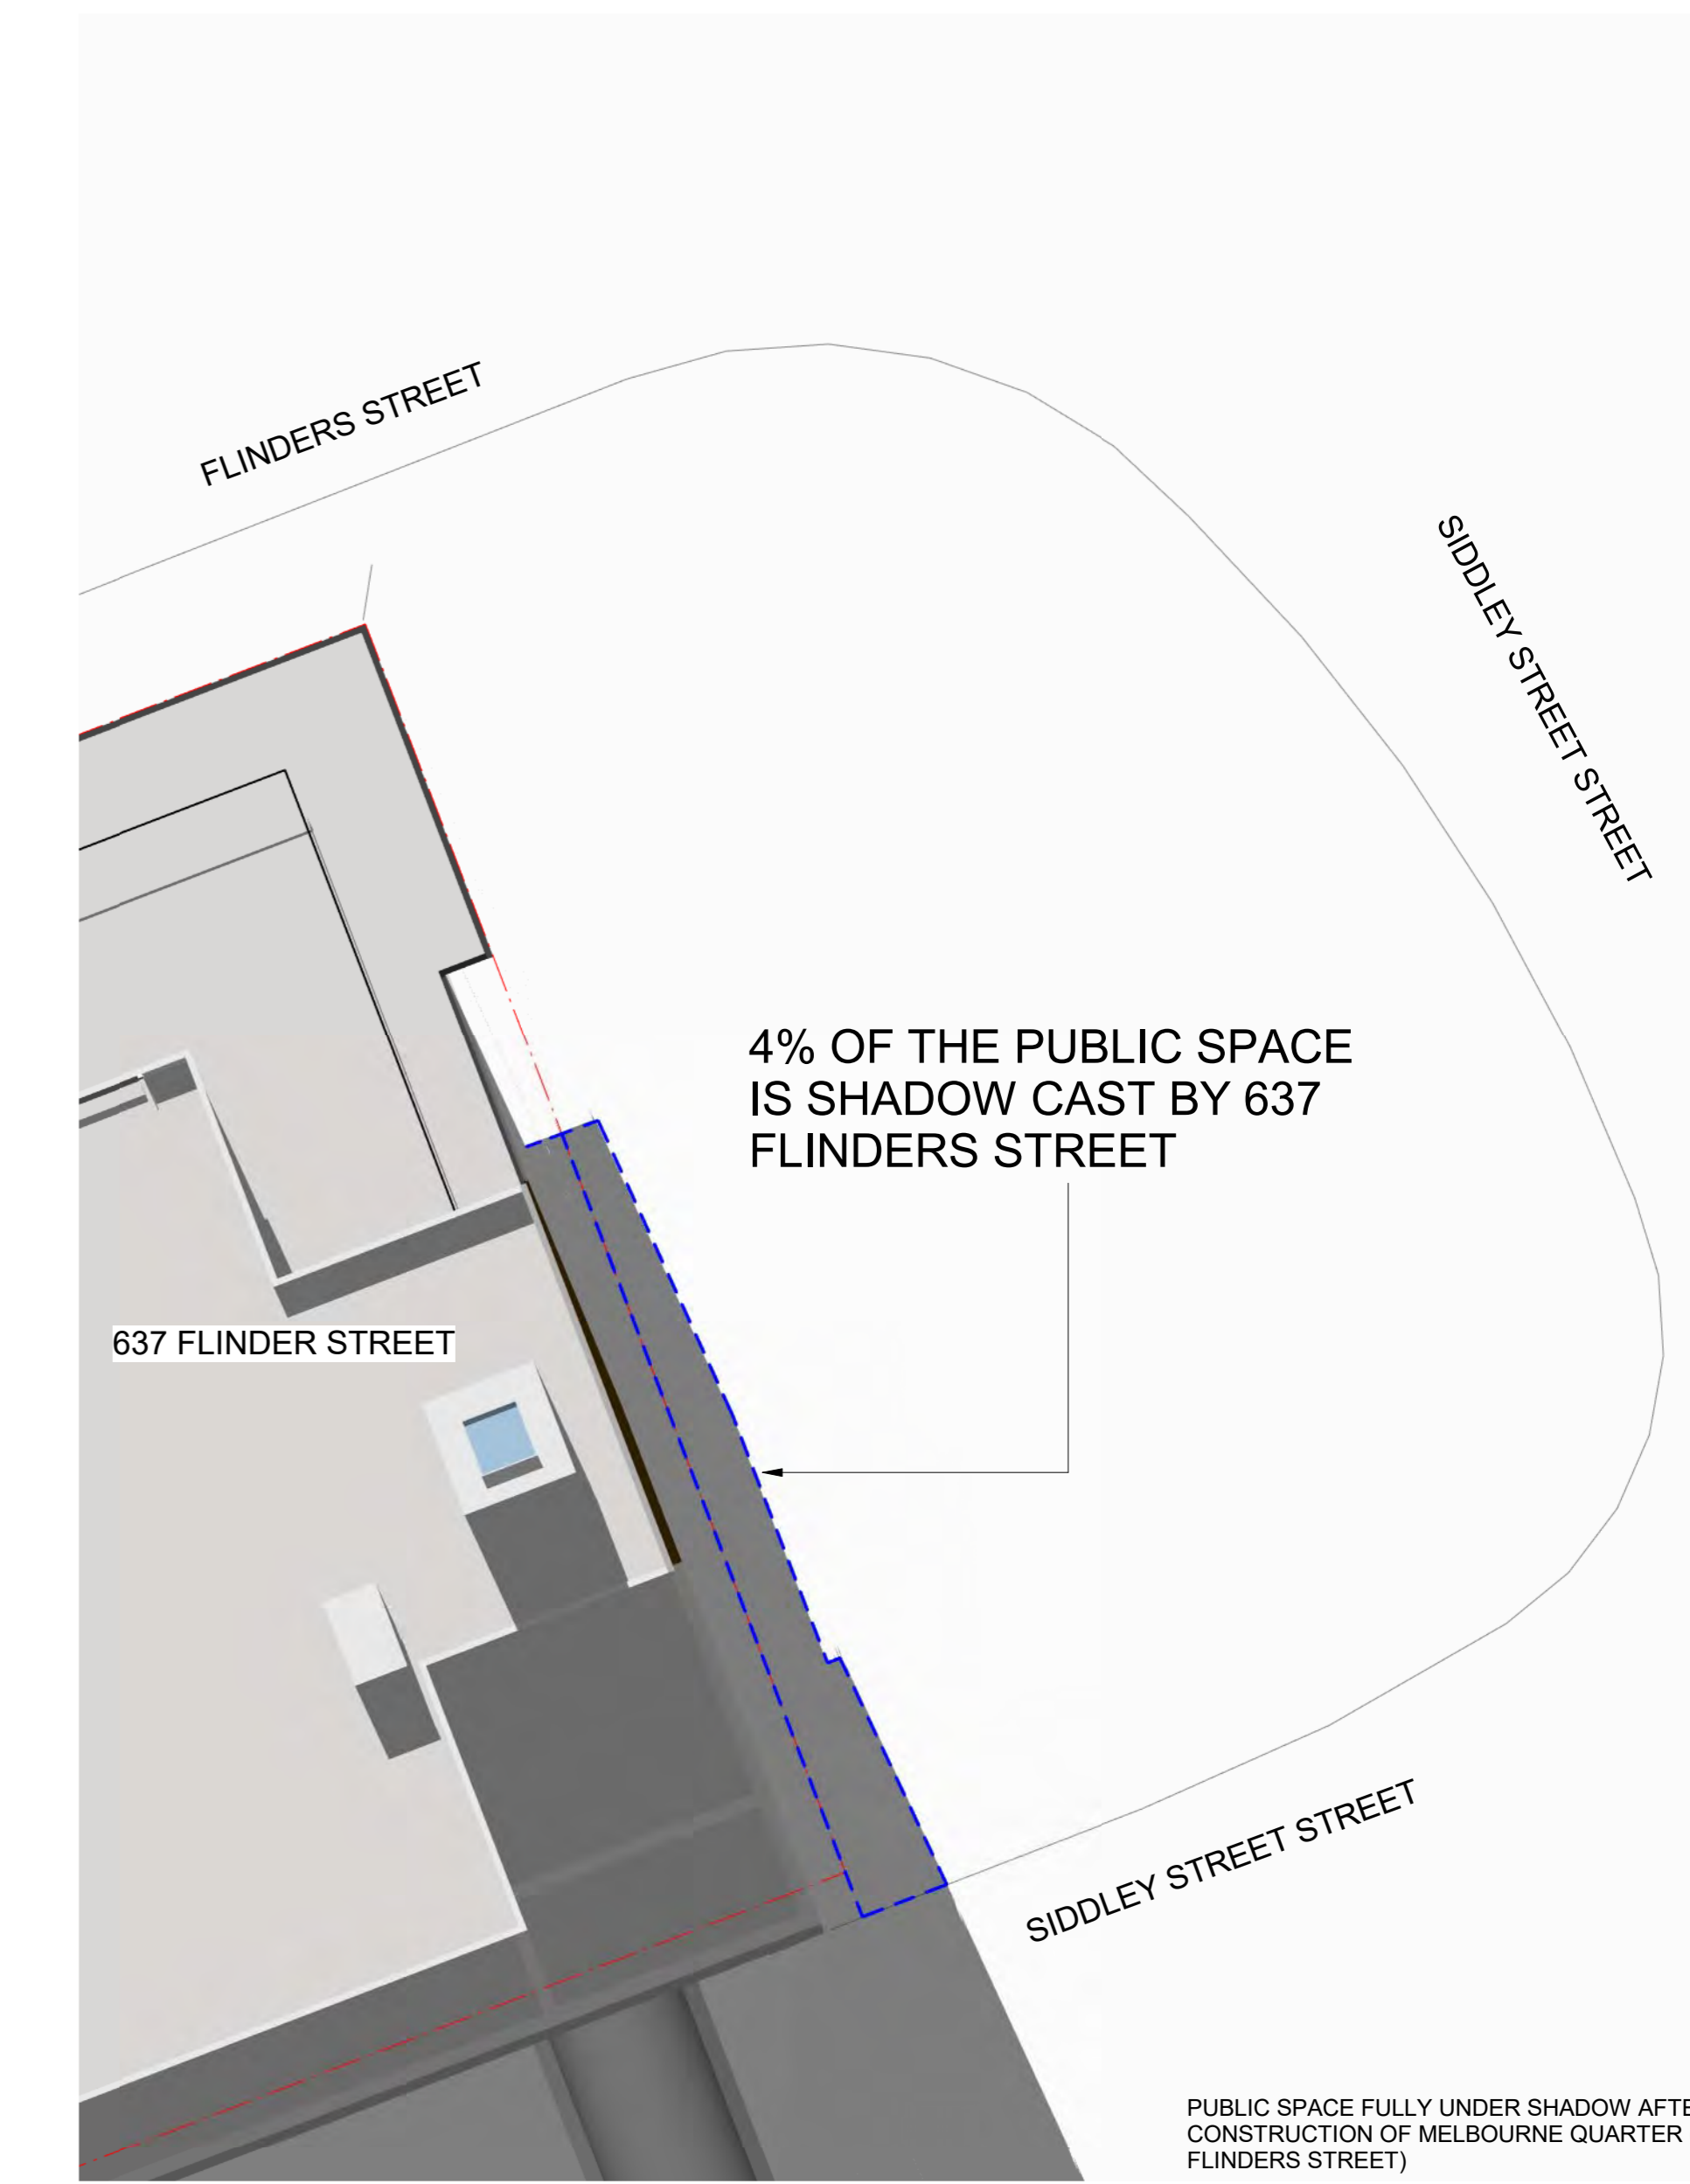 FLINDERS STREET
SIDDLEY STREET STREET
4% OF THE PUBLIC SPACE
IS SHADOW CAST BY 637
FLINDERS STREET
637 FLINDER STREET
SIDDLEY STREET STREET
PUBLIC SPACE FULLY UNDER SHADOW AFTE
CONSTRUCTION OF MELBOURNE QUARTER
FLINDERS STREET)